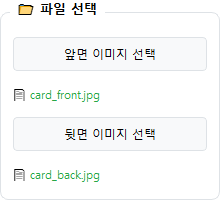 파일 선택
앞면 이미지 선택
card_front.jpg
뒷면 이미지 선택
card_back.jpg